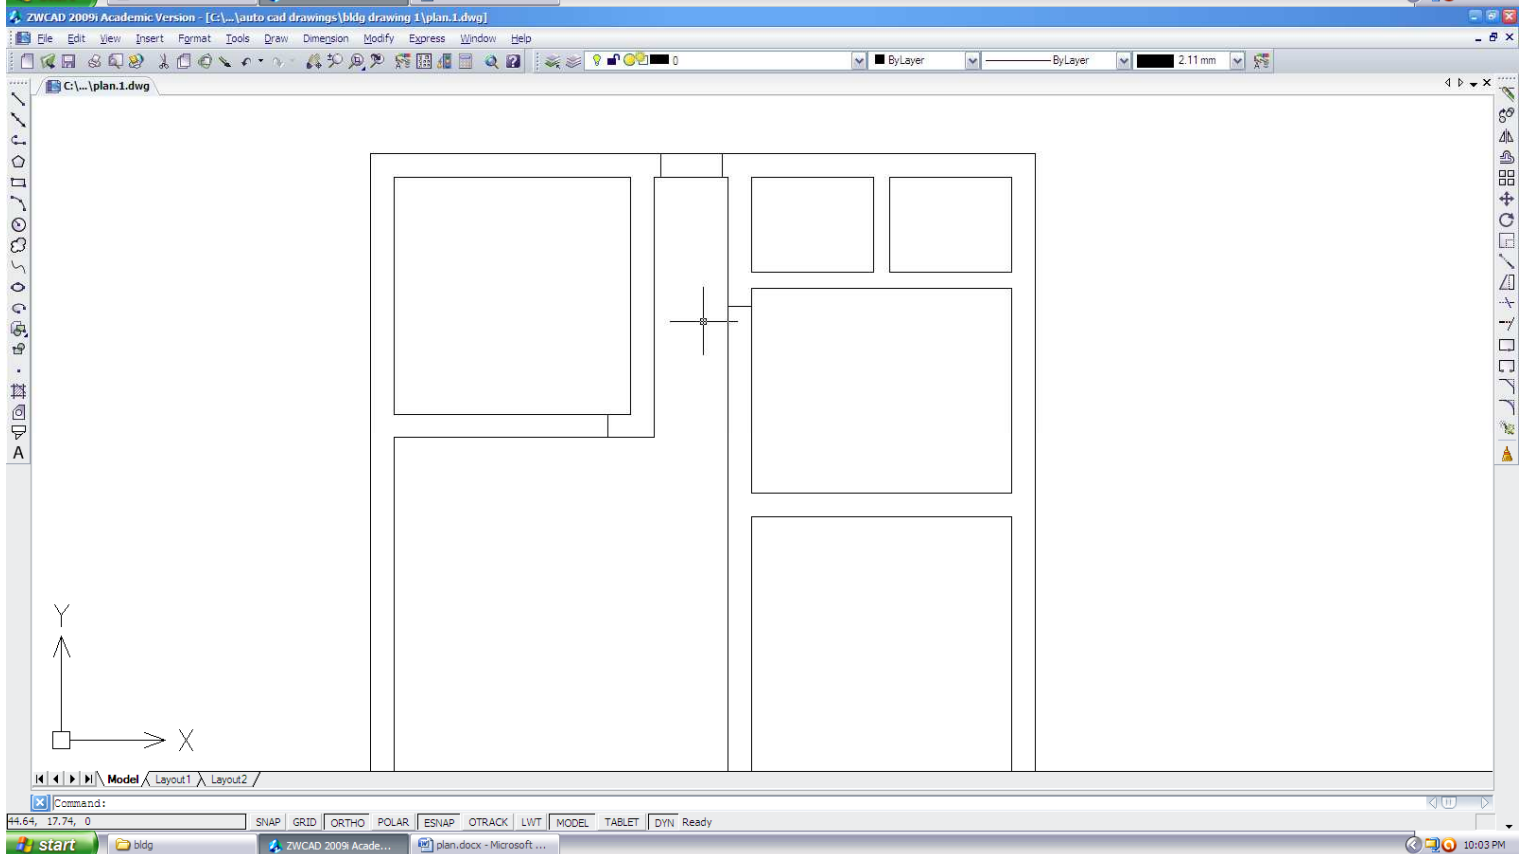 ZWCAD 2009i Academic Version - [C:\...\auto cad drawings\bldg drawing 1\plan.1.dwg]
File Edit View Insert Format Tools Draw Dimension Modify Express Window Help
0 ByLayer ByLayer 2.11 mm
C:\...\plan.1.dwg
A
Y
X
Model Layout1 Layout2
Command:
44.64, 17.74, 0 SNAP GRID ORTHO POLAR ESNAP OTRACK LWT MODEL TABLET DYN Ready
start bldg ZWCAD 2009i Acade... plan.docx - Microsoft ... 10:03 PM